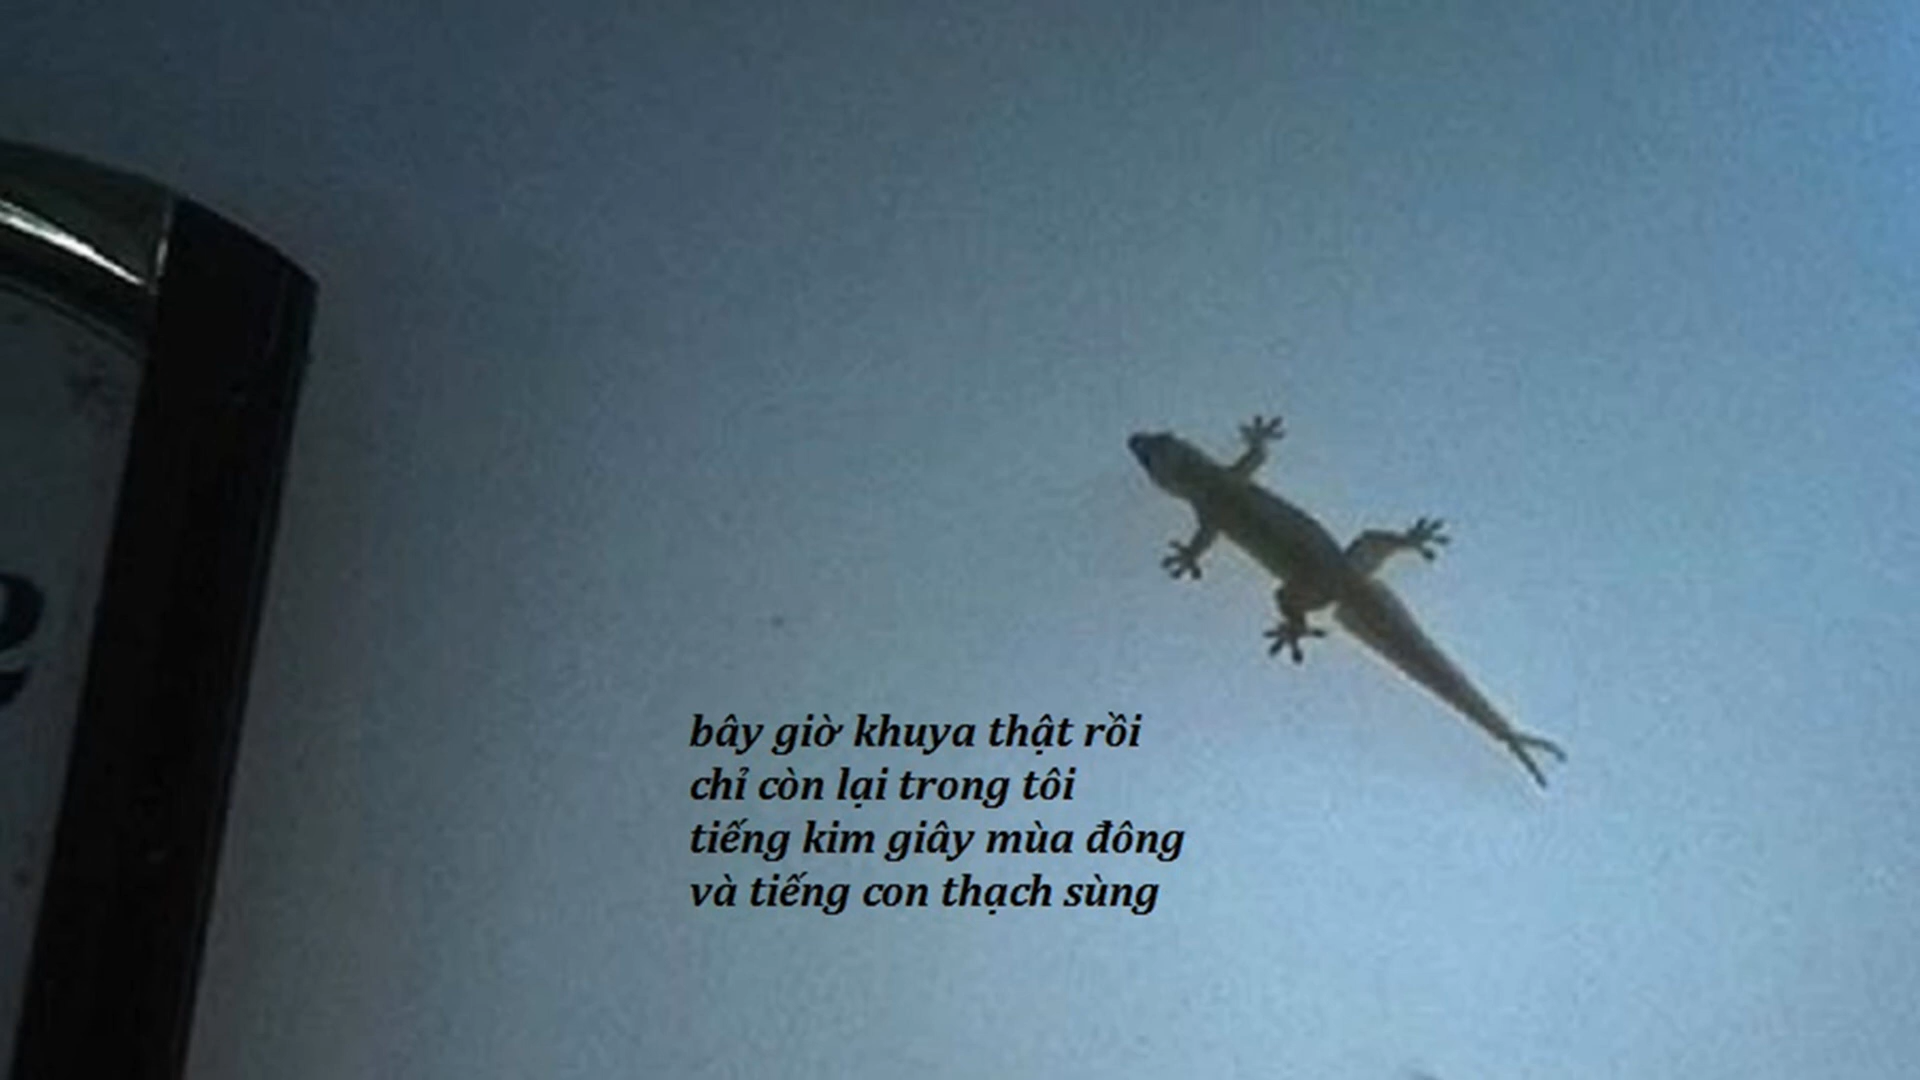 bây giờ khuya thật rồi
chỉ còn lại trong tôi
tiếng kim giây mùa đông
và tiếng con thạch sùng